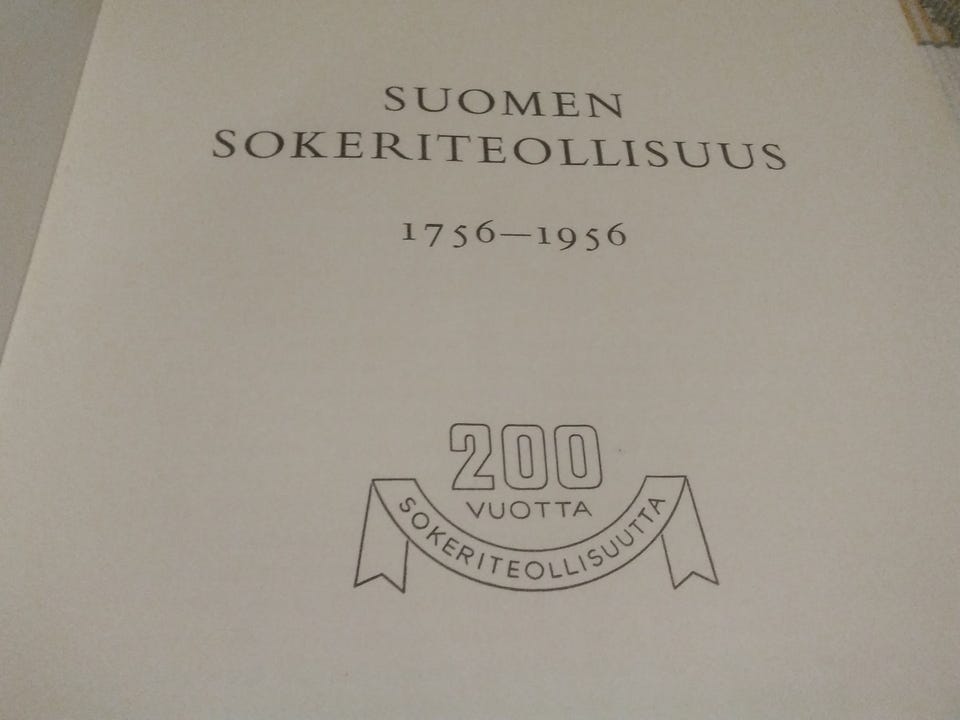 SUOMEN
SOKERITEOLLISUUS
1756—1956
200
VUOTTA
SOKERITEOLLISUUTTA